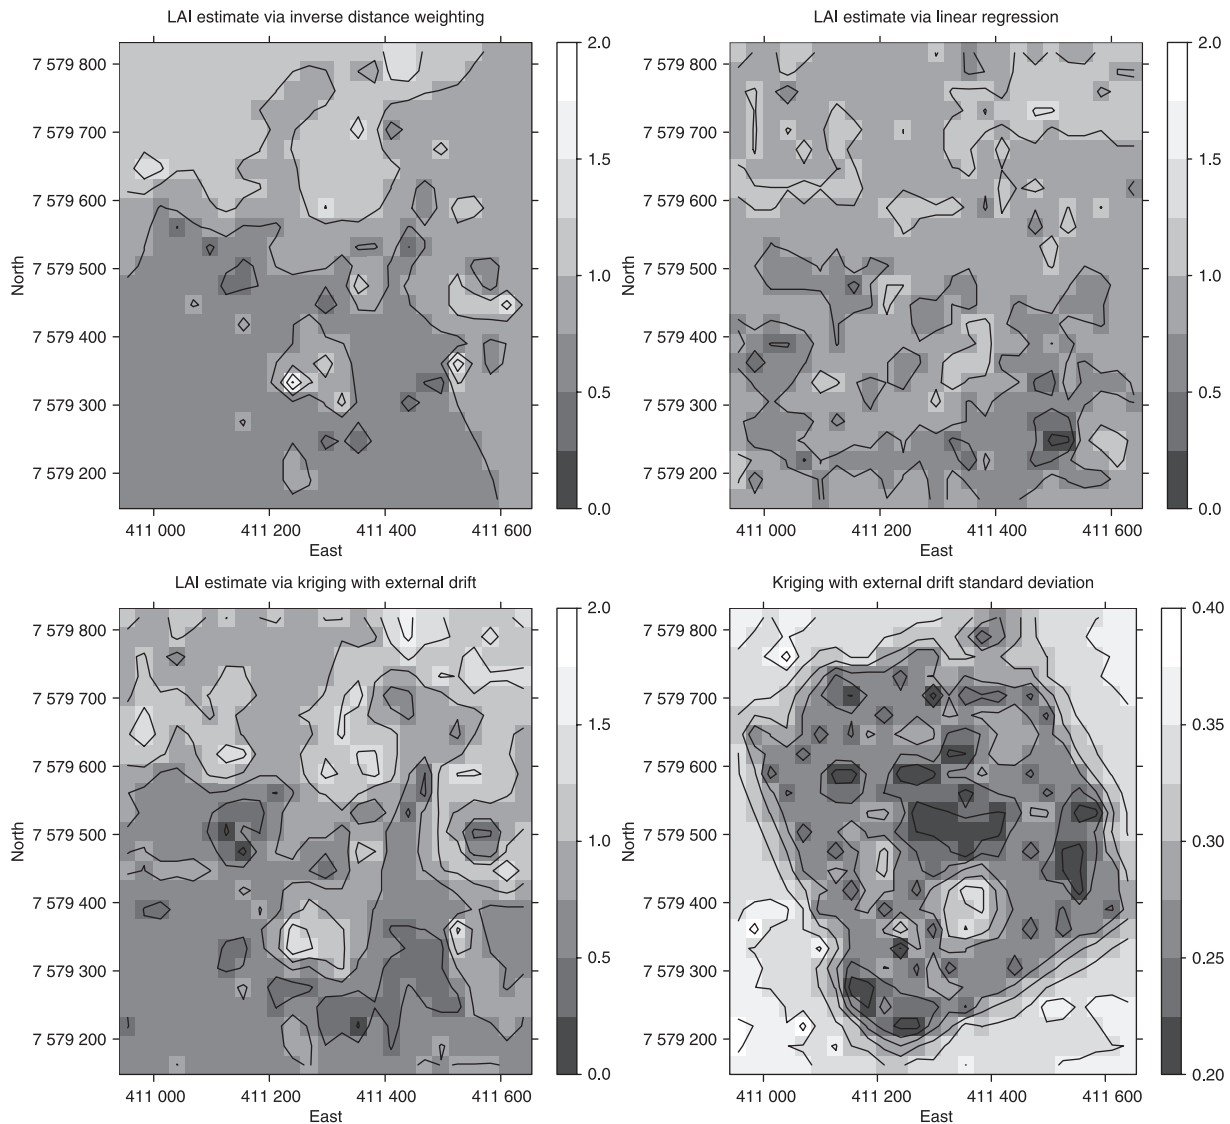 LAI estimate via inverse distance weighting
7 579 800
7 579 700
7 579 600
7 579 500
7 579 400
7 579 300
7 579 200
North
411 000
411 200
411 400
411 600
East
2.0
1.5
1.0
0.5
0.0
LAI estimate via linear regression
7 579 800
7 579 700
7 579 600
7 579 500
7 579 400
7 579 300
7 579 200
North
411 000
411 200
411 400
411 600
East
2.0
1.5
1.0
0.5
0.0
LAI estimate via kriging with external drift
7 579 800
7 579 700
7 579 600
7 579 500
7 579 400
7 579 300
7 579 200
North
411 000
411 200
411 400
411 600
East
2.0
1.5
1.0
0.5
0.0
Kriging with external drift standard deviation
7 579 800
7 579 700
7 579 600
7 579 500
7 579 400
7 579 300
7 579 200
North
411 000
411 200
411 400
411 600
East
0.40
0.35
0.30
0.25
0.20